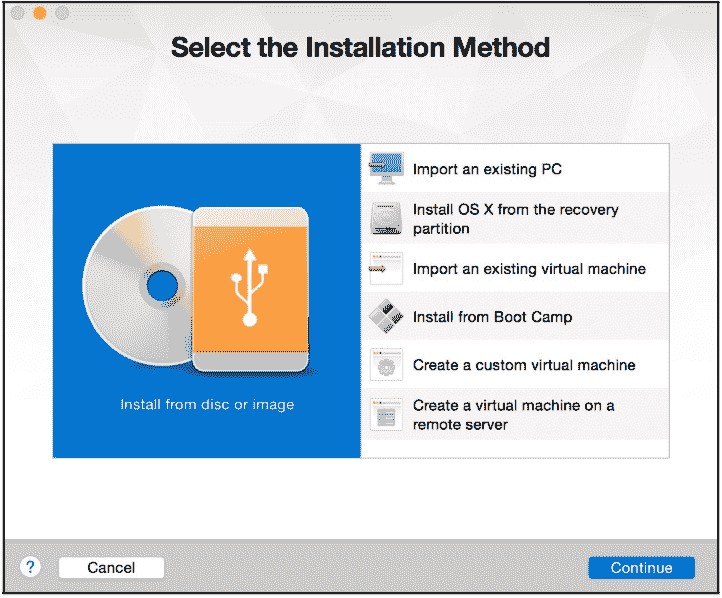 Select the Installation Method
Install from disc or image
Import an existing PC
Install OS X from the recovery
partition
Import an existing virtual machine
Install from Boot Camp
Create a custom virtual machine
Create a virtual machine on a
remote server
?
Cancel
Continue